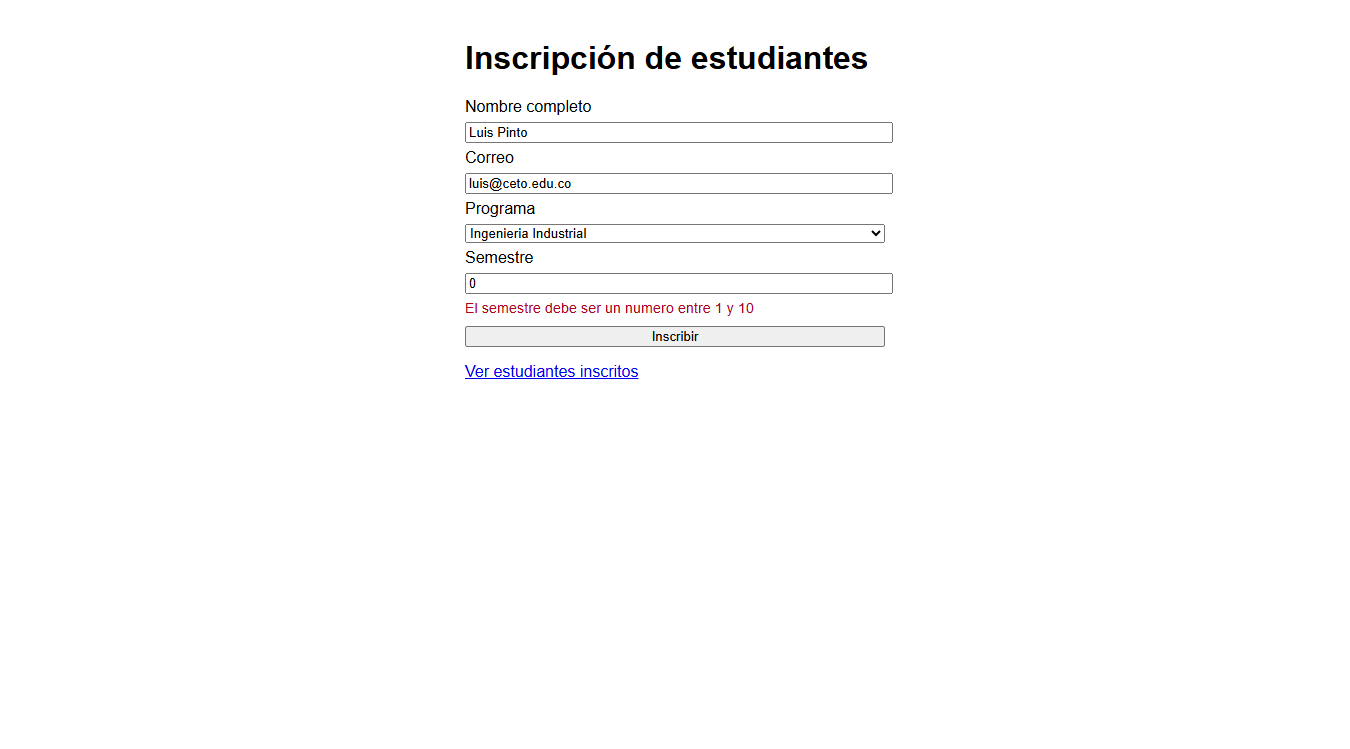 Inscripción de estudiantes
Nombre completo
Luis Pinto
Correo
luis@ceto.edu.co
Programa
Ingenieria Industrial
Semestre
0
El semestre debe ser un numero entre 1 y 10
Inscribir
Ver estudiantes inscritos